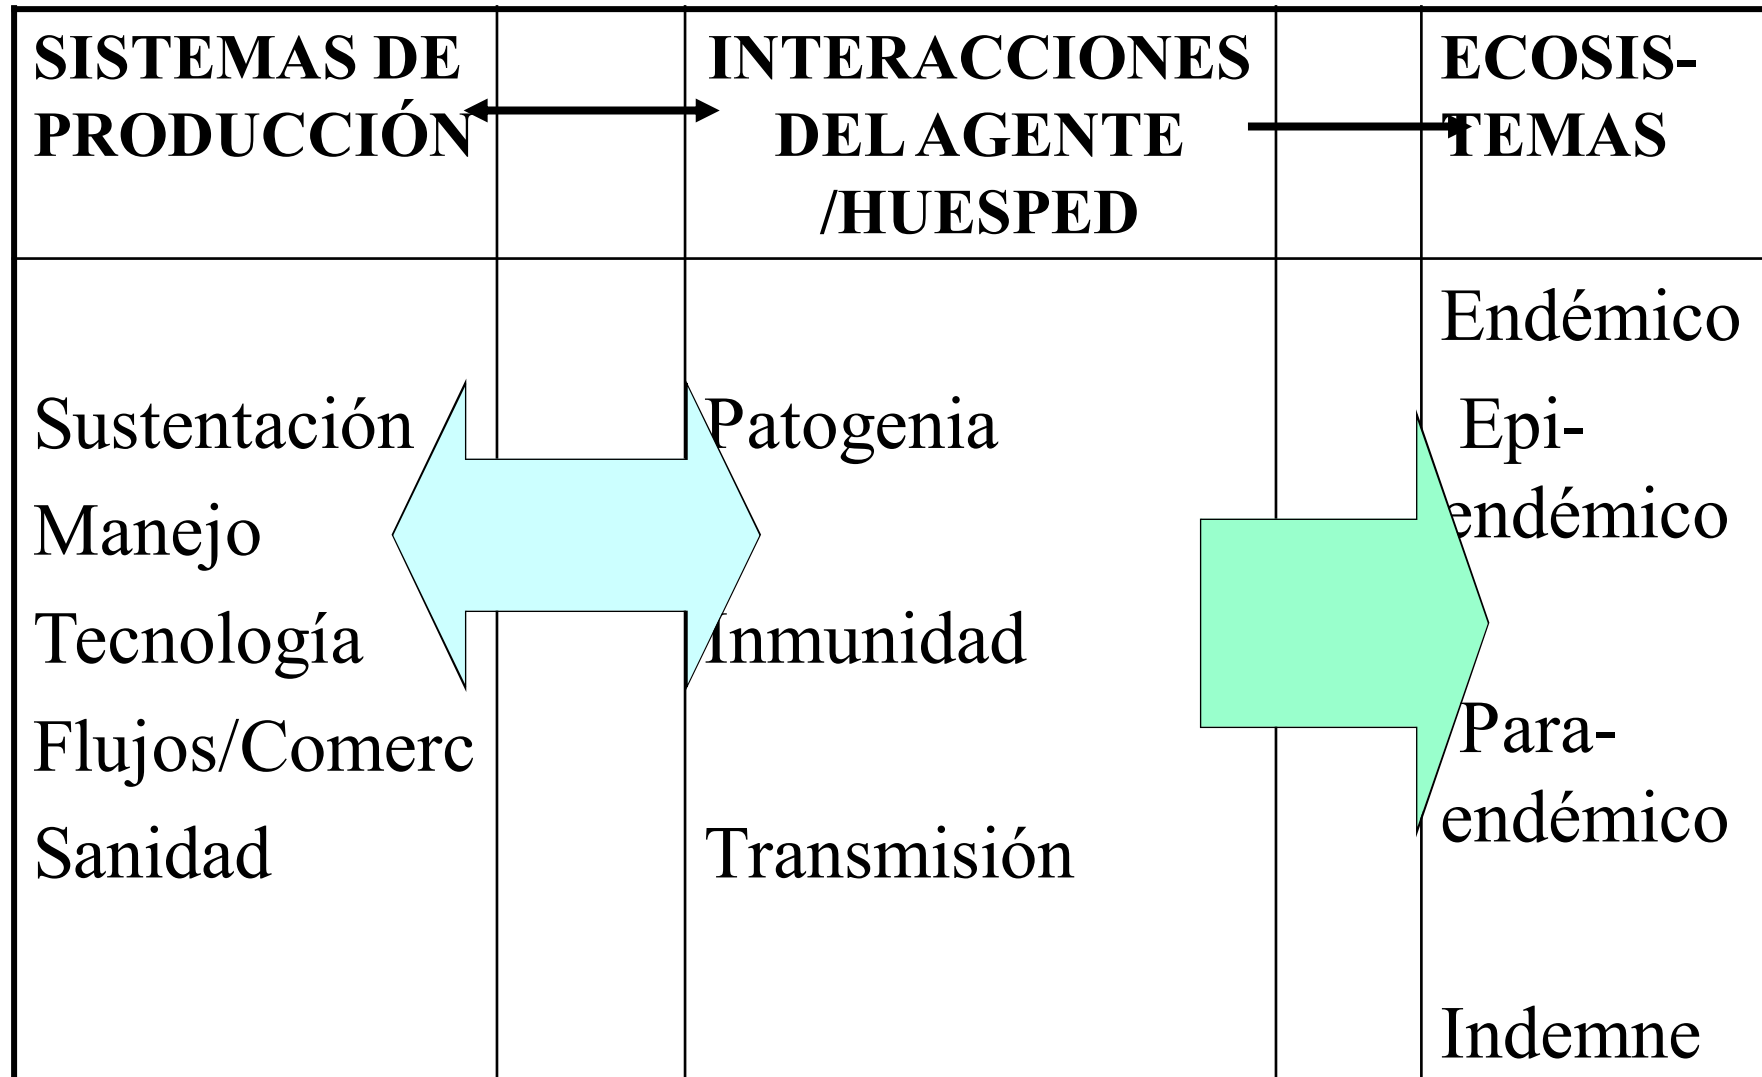 SISTEMAS DE
PRODUCCIÓN
INTERACCIONES
DEL AGENTE
/HUESPED
ECOSIS-
TEMAS
Sustentación
Manejo
Tecnología
Flujos/Comerc
Sanidad
Patogenia
Inmunidad
Transmisión
Endémico
Epi-
endémico
Para-
endémico
Indemne